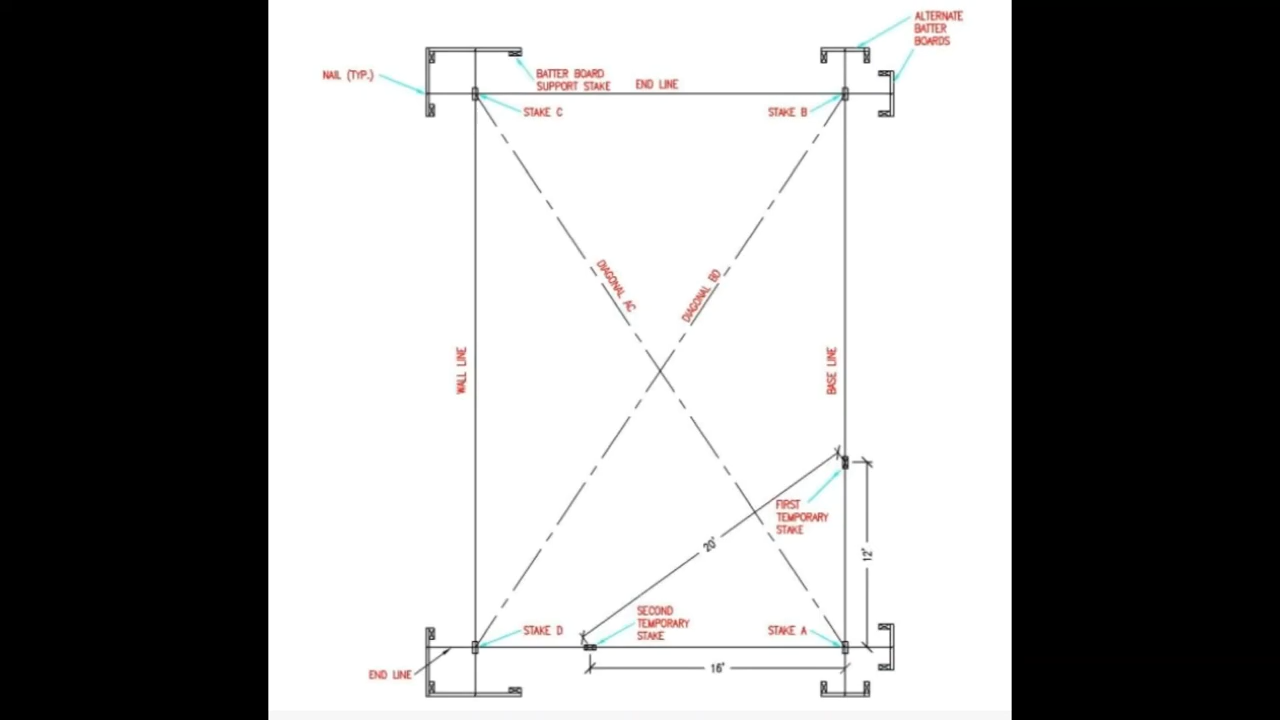 ALTERNATE
BATTER
BOARDS
NAIL (TYP.)
BATTER BOARD
SUPPORT STAKE
END LINE
STAKE C
STAKE B
DIAGONAL AC
DIAGONAL BD
WALL LINE
BASE LINE
FIRST
TEMPORARY
STAKE
20'
12'
SECOND
TEMPORARY
STAKE
STAKE D
STAKE A
16'
END LINE